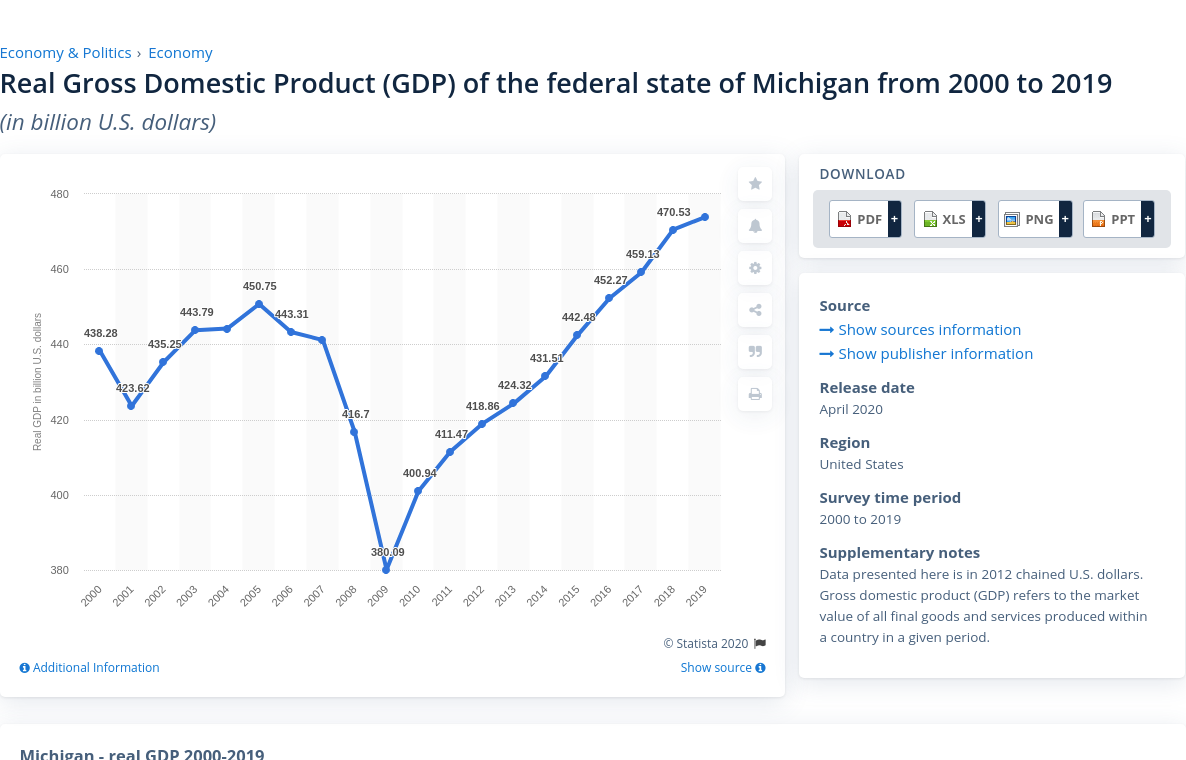 Economy & Politics › Economy
Real Gross Domestic Product (GDP) of the federal state of Michigan from 2000 to 2019
(in billion U.S. dollars)
Real GDP in billion U.S. dollars
480
460
440
420
400
380
438.28
423.62
435.25
443.79
450.75
443.31
416.7
380.09
400.94
411.47
418.86
424.32
431.51
442.48
452.27
459.13
470.53
2000
2001
2002
2003
2004
2005
2006
2007
2008
2009
2010
2011
2012
2013
2014
2015
2016
2017
2018
2019
© Statista 2020
Additional Information
Show source
DOWNLOAD
PDF + XLS + PNG + PPT +
Source
Show sources information
Show publisher information
Release date
April 2020
Region
United States
Survey time period
2000 to 2019
Supplementary notes
Data presented here is in 2012 chained U.S. dollars.
Gross domestic product (GDP) refers to the market
value of all final goods and services produced within
a country in a given period.
Michigan - real GDP 2000-2019